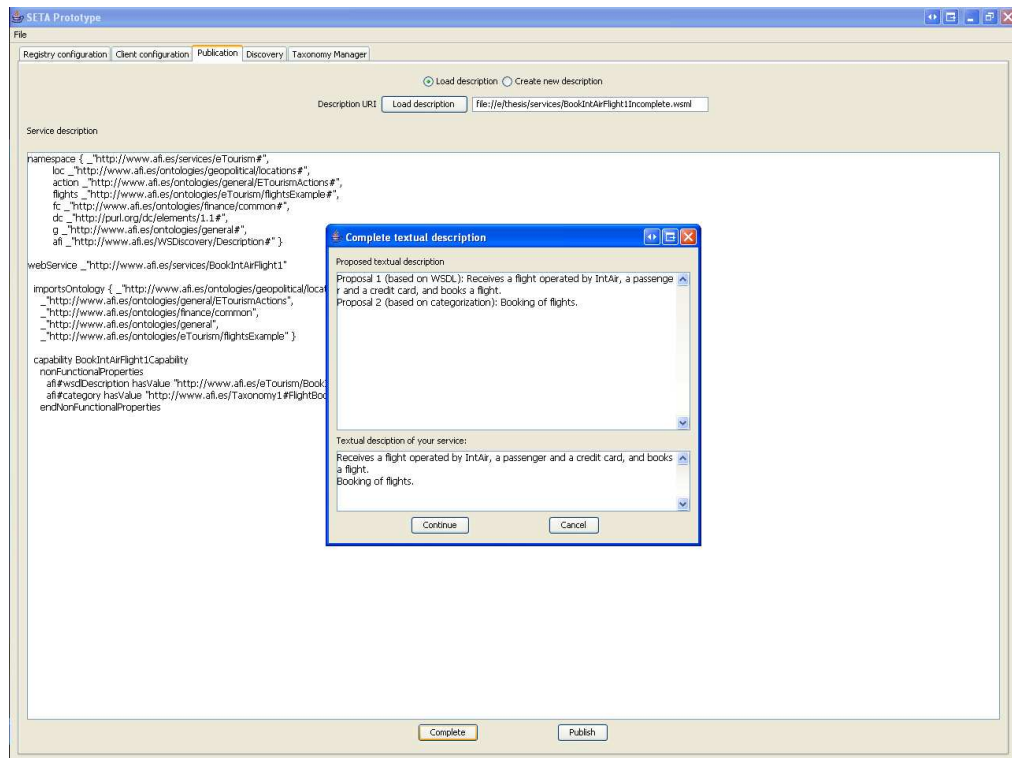 SETA Prototype
File
Registry configuration Client configuration Publication Discovery Taxonomy Manager
Load description Create new description
Description URI Load description file://e/thesis/services/BookIntAirFlight1Incomplete.wsml
Service description
namespace { _"http://www.afi.es/services/eTourism#",
loc _"http://www.afi.es/ontologies/geopolitical/locations#",
action _"http://www.afi.es/ontologies/general/ETourismActions#",
flights _"http://www.afi.es/ontologies/eTourism/flightsExample#",
fc _"http://www.afi.es/ontologies/finance/common#",
dc _"http://purl.org/dc/elements/1.1#",
g _"http://www.afi.es/ontologies/general#",
afi _"http://www.afi.es/WSDiscovery/Description#" }
webService _"http://www.afi.es/services/BookIntAirFlight1"
importsOntology { _"http://www.afi.es/ontologies/geopolitical/locat
_"http://www.afi.es/ontologies/general/ETourismActions",
_"http://www.afi.es/ontologies/finance/common",
_"http://www.afi.es/ontologies/general",
_"http://www.afi.es/ontologies/eTourism/flightsExample" }
capability BookIntAirFlight1Capability
nonFunctionalProperties
afi#wsdlDescription hasValue "http://www.afi.es/eTourism/BookI
afi#category hasValue "http://www.afi.es/Taxonomy1#FlightBoo
endNonFunctionalProperties
Complete textual description
Proposed textual description
Proposal 1 (based on WSDL): Receives a flight operated by IntAir, a passenge
r and a credit card, and books a flight.
Proposal 2 (based on categorization): Booking of flights.
Textual desciption of your service:
Receives a flight operated by IntAir, a passenger and a credit card, and books
a flight.
Booking of flights.
Continue Cancel
Complete Publish